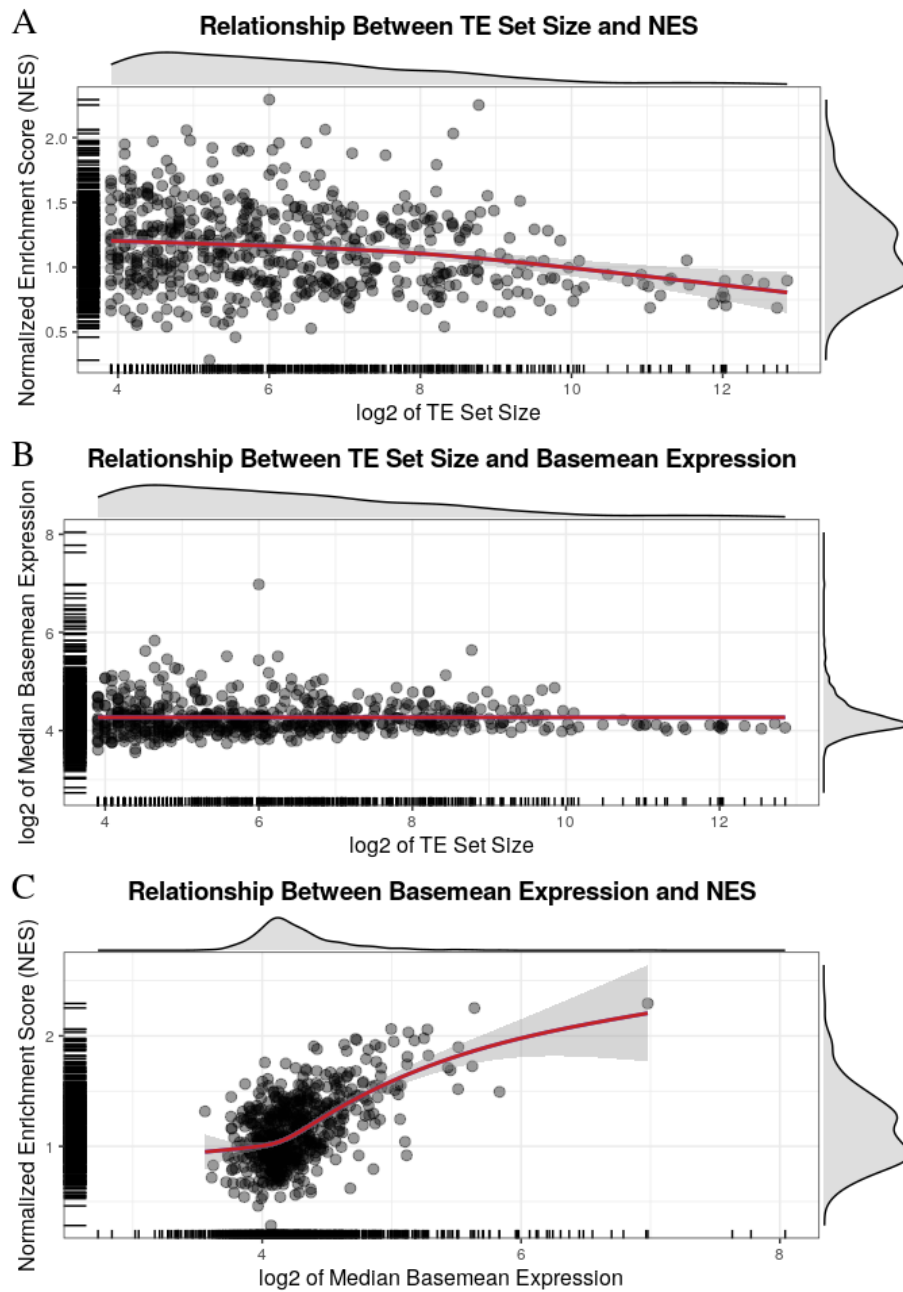 A
Relationship Between TE Set Size and NES
Normalized Enrichment Score (NES)
2.0
1.5
1.0
0.5
4 6 8 10 12
log2 of TE Set Size
B
Relationship Between TE Set Size and Basemean Expression
log2 of Median Basemean Expression
8
6
4
4 6 8 10 12
log2 of TE Set Size
C
Relationship Between Basemean Expression and NES
Normalized Enrichment Score (NES)
2
1
4 6 8
log2 of Median Basemean Expression